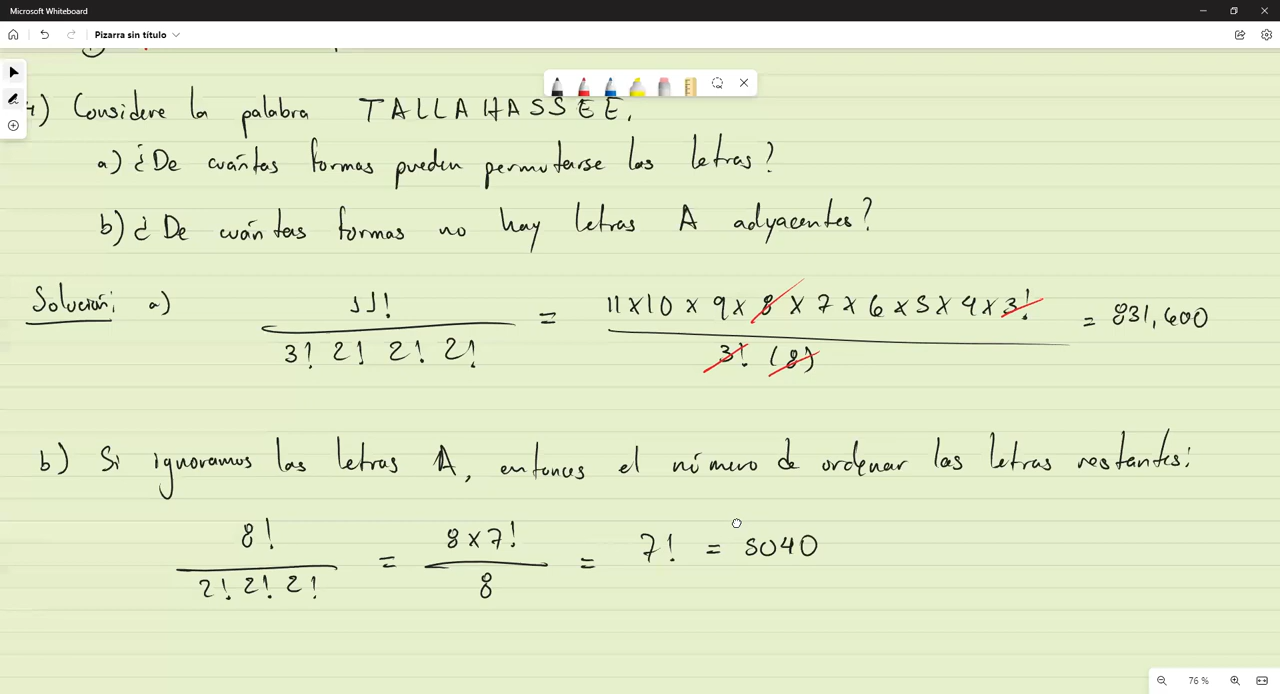 Microsoft Whiteboard
Pizarra sin título
4) Considere la palabra TALLAHASSEE.
a) ¿De cuántas formas pueden permutarse las letras?
b) ¿De cuántas formas no hay letras A adyacentes?
Solución: a) 11! / 3! 2! 2! 2! = 11 x 10 x 9 x 8 x 7 x 6 x 5 x 4 x 3! / 3! (8) = 831,600
b) Si ignoramos las letras A, entonces el número de ordenar las letras restantes:
8! / 2! 2! 2! = 8 x 7! / 8 = 7! = 5040
76 %